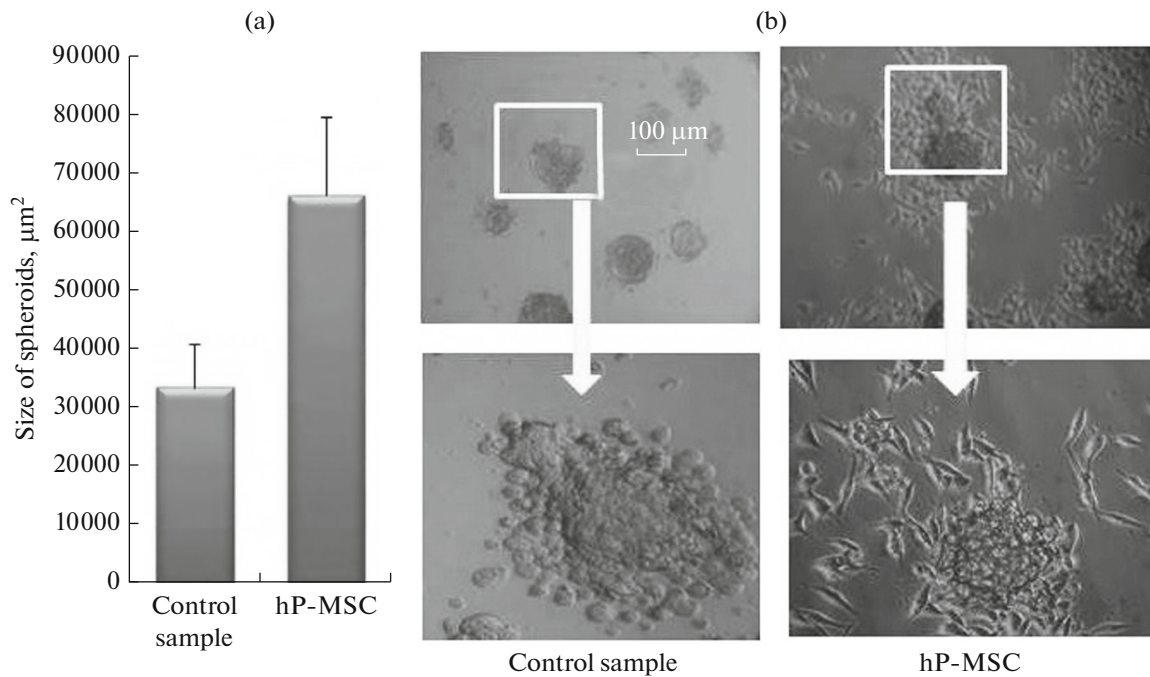 (a)
Size of spheroids, μm²
90000
80000
70000
60000
50000
40000
30000
20000
10000
0
Control
sample
hP-MSC
(b)
100 μm
Control sample
hP-MSC